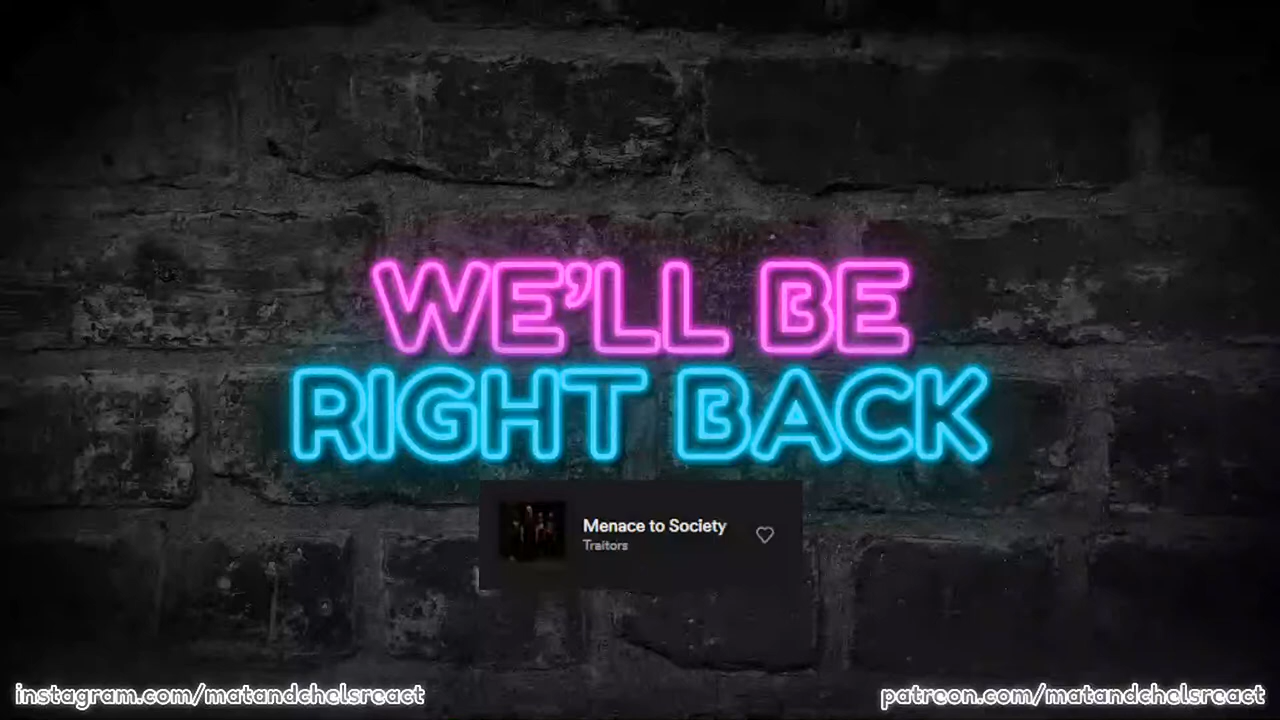 WE'LL BE
RIGHT BACK
Menace to Society
Traitors
instagram.com/matandchelsreact
patreon.com/matandchelsreact